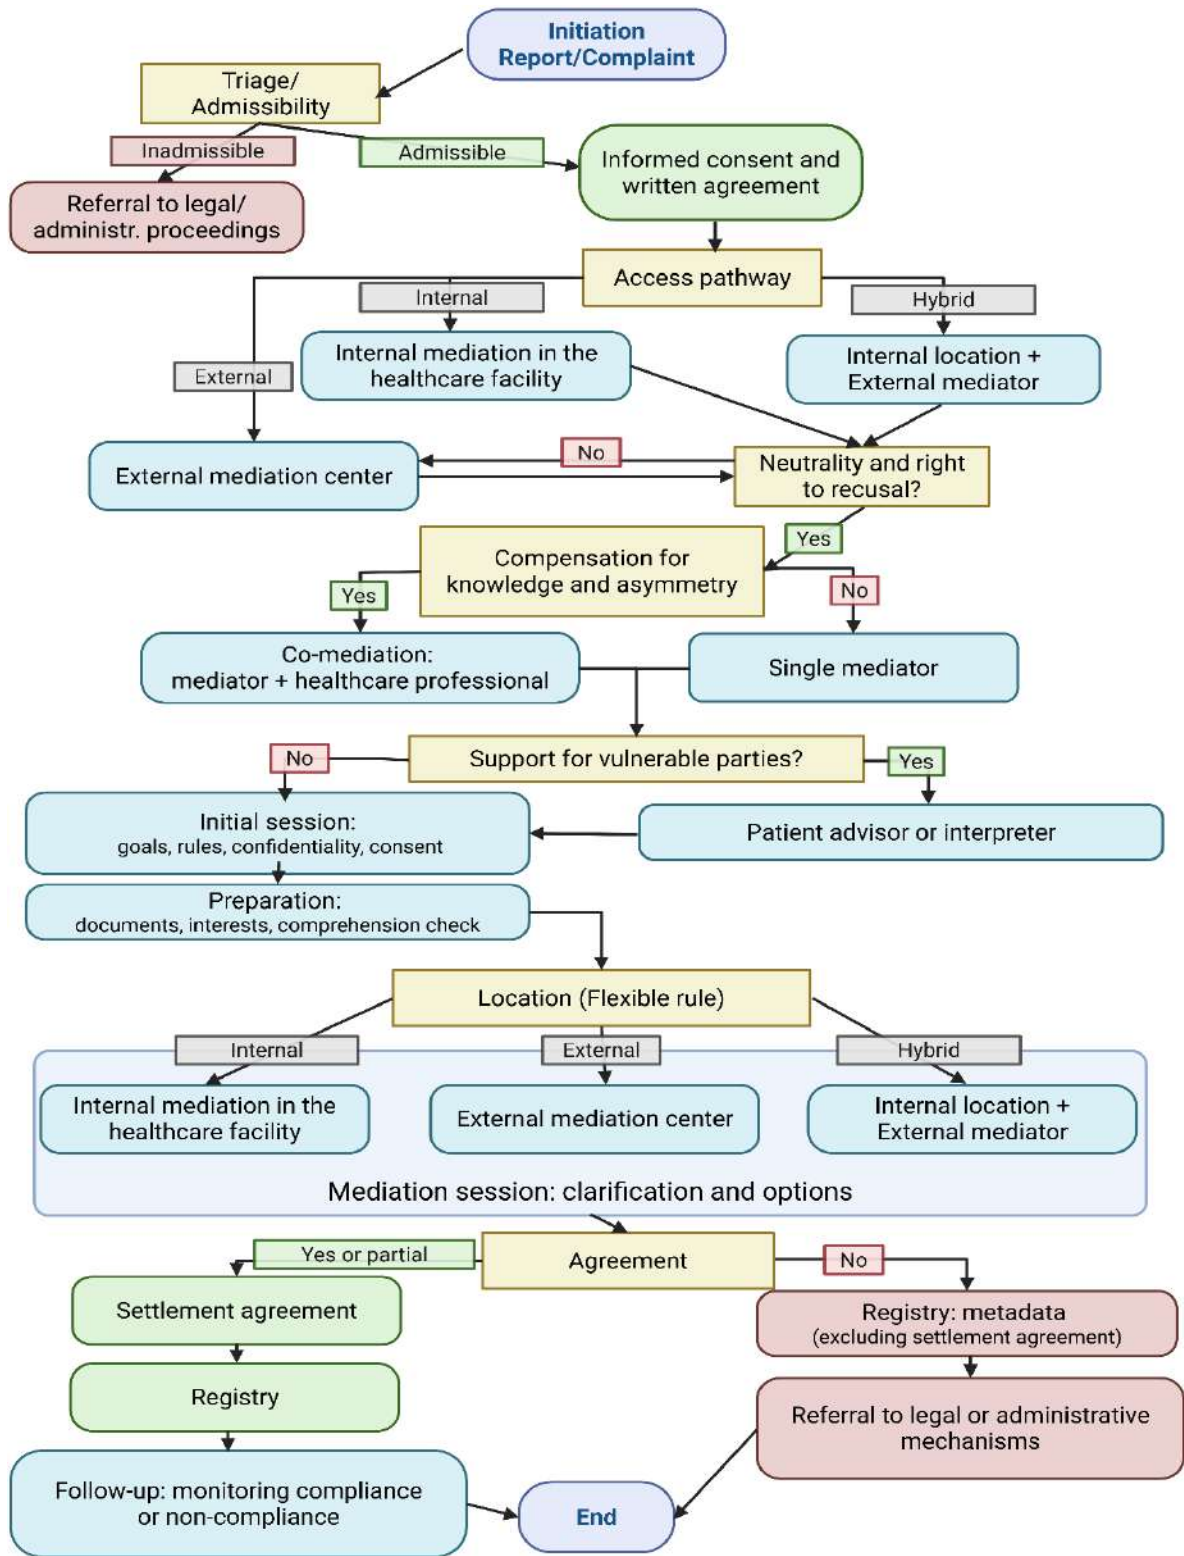 Initiation
Report/Complaint
Triage/
Admissibility
Inadmissible
Admissible
Informed consent and
written agreement
Referral to legal/
administr. proceedings
Access pathway
Internal
Hybrid
Internal mediation in the
healthcare facility
Internal location +
External mediator
External
External mediation center
No
Neutrality and right
to recusal?
Yes
Compensation for
knowledge and asymmetry
Yes
No
Co-mediation:
mediator + healthcare professional
Single mediator
Support for vulnerable parties?
No
Yes
Initial session:
goals, rules, confidentiality, consent
Patient advisor or interpreter
Preparation:
documents, interests, comprehension check
Location (Flexible rule)
Internal
External
Hybrid
Internal mediation in the
healthcare facility
External mediation center
Internal location +
External mediator
Mediation session: clarification and options
Yes or partial
Agreement
No
Settlement agreement
Registry: metadata
(excluding settlement agreement)
Registry
Referral to legal or administrative
mechanisms
Follow-up: monitoring compliance
or non-compliance
End